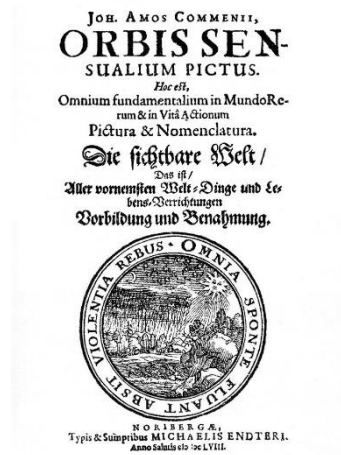 JOH. AMOS COMMENII,
ORBIS SEN-
SUALIUM PICTUS.
Hoc est,
Omnium fundamentalium in Mundo Re-
rum & in Vitâ Actionum
Pictura & Nomenclatura.
Die sichtbare Welt /
Das ist /
Aller vornemsten Welt-Dinge und Le-
bens-Verrichtungen
Vorbildung und Benahmung.
OMNIA SPONTE FLUANT ABSIT VIOLENTIA REBUS
NORIBERGÆ,
Typis & Sumptibus MICHAELIS ENDTERI.
Anno Salutis cIɔ Iɔc LVIII.